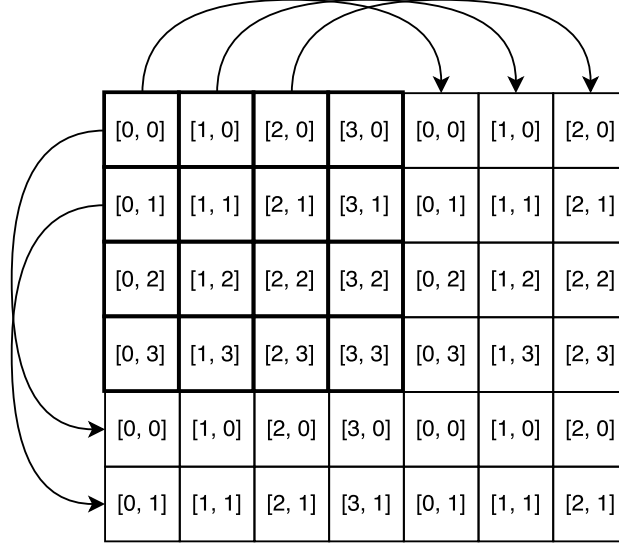 [0, 0] [1, 0] [2, 0] [3, 0] [0, 0] [1, 0] [2, 0]
[0, 1] [1, 1] [2, 1] [3, 1] [0, 1] [1, 1] [2, 1]
[0, 2] [1, 2] [2, 2] [3, 2] [0, 2] [1, 2] [2, 2]
[0, 3] [1, 3] [2, 3] [3, 3] [0, 3] [1, 3] [2, 3]
[0, 0] [1, 0] [2, 0] [3, 0] [0, 0] [1, 0] [2, 0]
[0, 1] [1, 1] [2, 1] [3, 1] [0, 1] [1, 1] [2, 1]